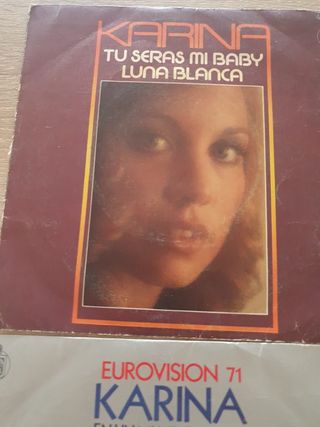 KARINA
TU SERAS MI BABY
LUNA BLANCA
EUROVISION 71
KARINA